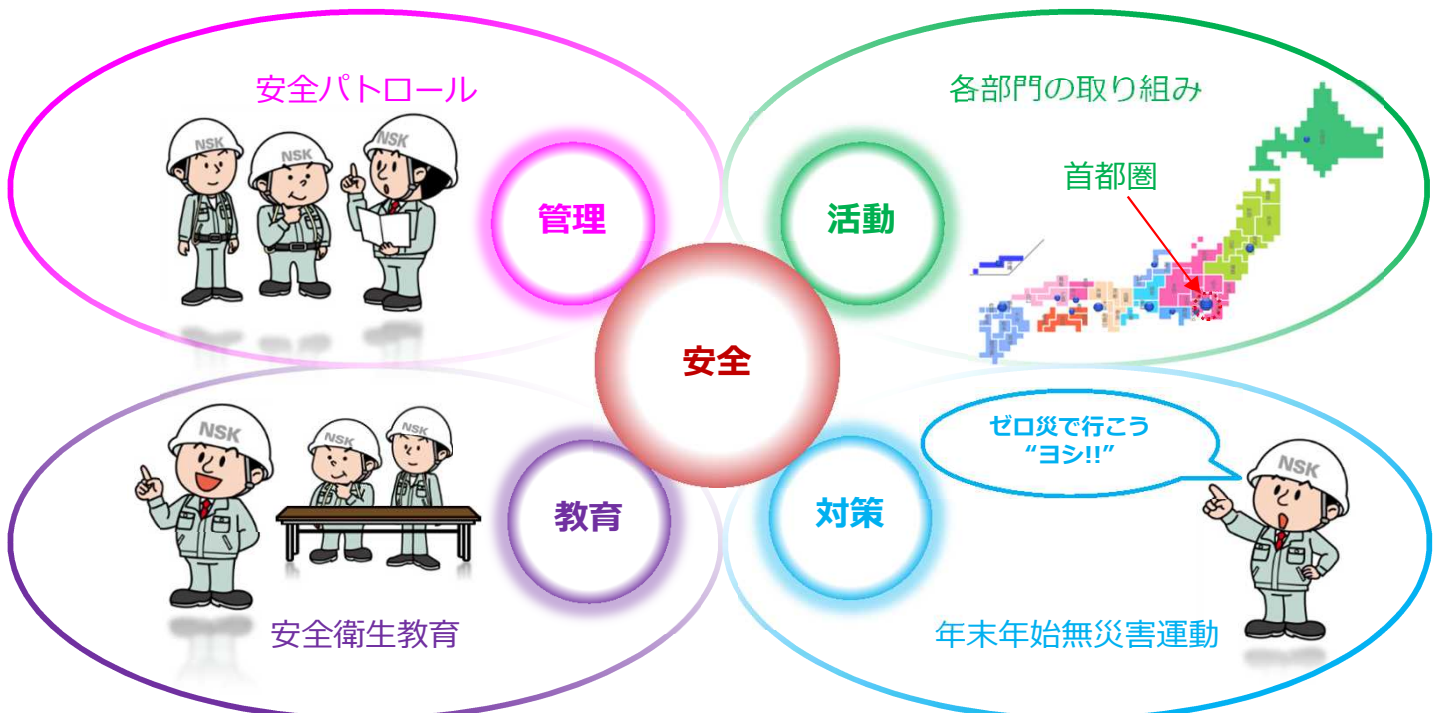 安全パトロール
NSK
NSK
NSK
管理
各部門の取り組み
首都圏
活動
安全
NSK
NSK
NSK
教育
安全衛生教育
対策
ゼロ災で行こう
“ヨシ!!”
NSK
年末年始無災害運動